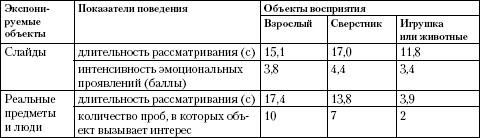 Экспони-
руемые
объекты
Показатели поведения
Объекты восприятия
Взрослый
Сверстник
Игрушка
или животные
Слайды
длительность рассматривания (с)
15,1
17,0
11,8
интенсивность эмоциональных
проявлений (баллы)
3,8
4,4
3,4
Реальные
предметы
и люди
длительность рассматривания (с)
17,4
13,8
3,9
количество проб, в которых объ-
ект вызывает интерес
10
7
2